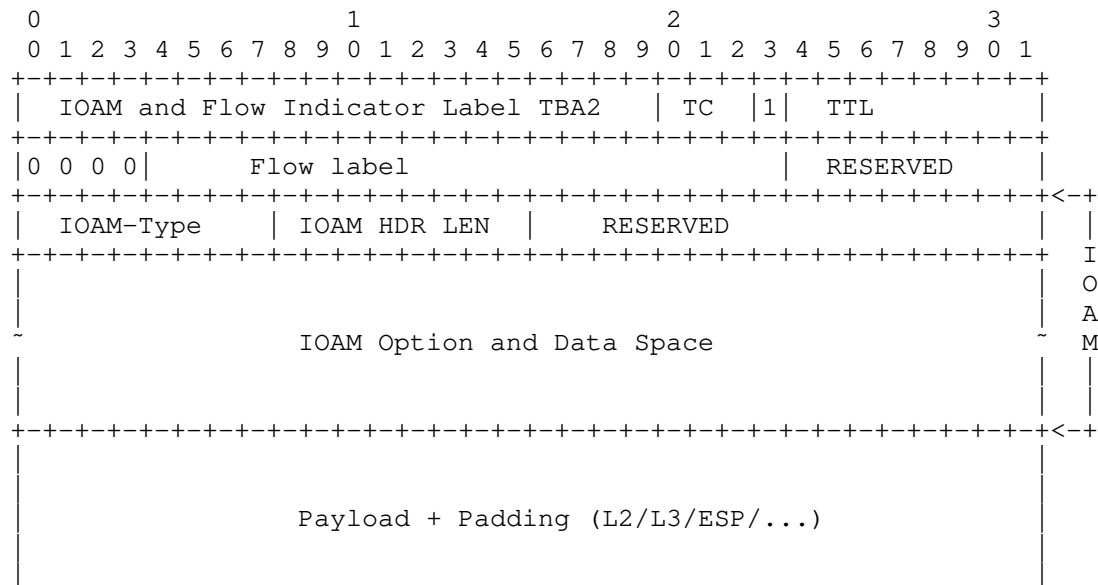 0                   1                   2                   3
0 1 2 3 4 5 6 7 8 9 0 1 2 3 4 5 6 7 8 9 0 1 2 3 4 5 6 7 8 9 0 1
+-+-+-+-+-+-+-+-+-+-+-+-+-+-+-+-+-+-+-+-+-+-+-+-+-+-+-+-+-+-+-+-+
|  IOAM and Flow Indicator Label TBA2   | TC  |1|  TTL          |
+-+-+-+-+-+-+-+-+-+-+-+-+-+-+-+-+-+-+-+-+-+-+-+-+-+-+-+-+-+-+-+-+
|0 0 0 0|      Flow label                       |  RESERVED     |
+-+-+-+-+-+-+-+-+-+-+-+-+-+-+-+-+-+-+-+-+-+-+-+-+-+-+-+-+-+-+-+-+<-+
|  IOAM-Type    | IOAM HDR LEN  |    RESERVED                   |  |
+-+-+-+-+-+-+-+-+-+-+-+-+-+-+-+-+-+-+-+-+-+-+-+-+-+-+-+-+-+-+-+-+  I
|                                                               |  O
|                                                               |  A
~                 IOAM Option and Data Space                    ~  M
|                                                               |  |
|                                                               |  |
+-+-+-+-+-+-+-+-+-+-+-+-+-+-+-+-+-+-+-+-+-+-+-+-+-+-+-+-+-+-+-+-+<-+
|                                                               |
|                                                               |
|                 Payload + Padding (L2/L3/ESP/...)             |
|                                                               |
|                                                               |